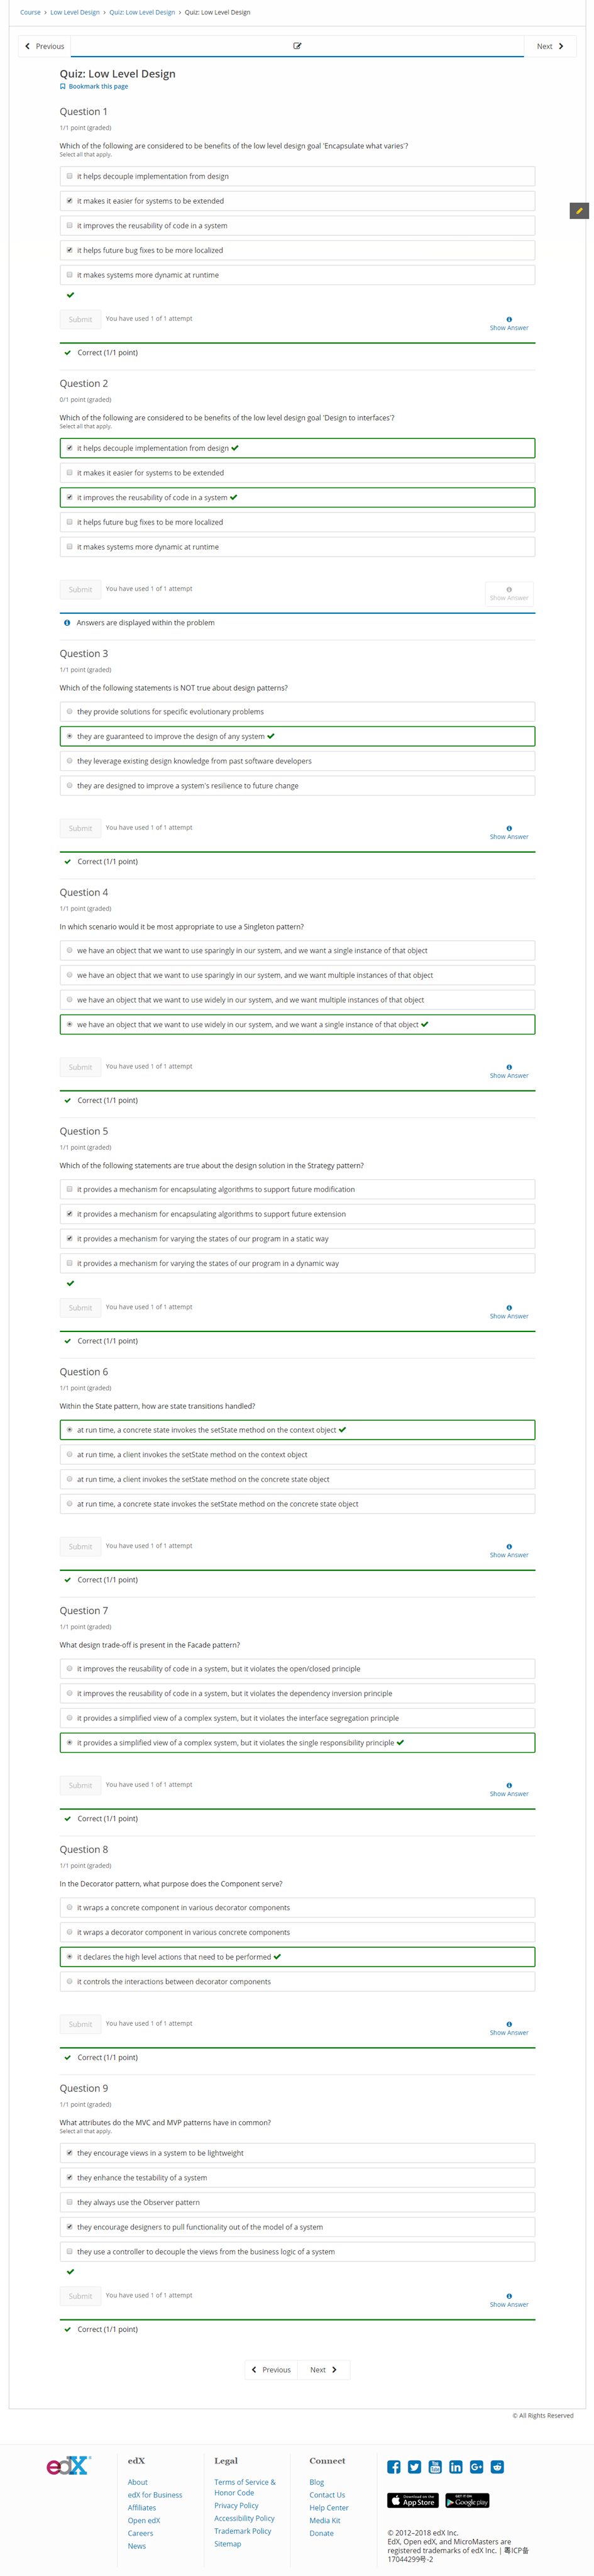 Course > Low Level Design > Quiz: Low Level Design > Quiz: Low Level Design
Previous
Next
Quiz: Low Level Design
Bookmark this page
Question 1
1/1 point (graded)
Which of the following are considered to be benefits of the low level design goal 'Encapsulate what varies'?
Select all that apply.
it helps decouple implementation from design
it makes it easier for systems to be extended
it improves the reusability of code in a system
it helps future bug fixes to be more localized
it makes systems more dynamic at runtime
Submit You have used 1 of 1 attempt
Show Answer
Correct (1/1 point)
Question 2
0/1 point (graded)
Which of the following are considered to be benefits of the low level design goal 'Design to interfaces'?
Select all that apply.
it helps decouple implementation from design
it makes it easier for systems to be extended
it improves the reusability of code in a system
it helps future bug fixes to be more localized
it makes systems more dynamic at runtime
Submit You have used 1 of 1 attempt
Show Answer
Answers are displayed within the problem
Question 3
1/1 point (graded)
Which of the following statements is NOT true about design patterns?
they provide solutions for specific evolutionary problems
they are guaranteed to improve the design of any system
they leverage existing design knowledge from past software developers
they are designed to improve a system's resilience to future change
Submit You have used 1 of 1 attempt
Show Answer
Correct (1/1 point)
Question 4
1/1 point (graded)
In which scenario would it be most appropriate to use a Singleton pattern?
we have an object that we want to use sparingly in our system, and we want a single instance of that object
we have an object that we want to use sparingly in our system, and we want multiple instances of that object
we have an object that we want to use widely in our system, and we want multiple instances of that object
we have an object that we want to use widely in our system, and we want a single instance of that object
Submit You have used 1 of 1 attempt
Show Answer
Correct (1/1 point)
Question 5
1/1 point (graded)
Which of the following statements are true about the design solution in the Strategy pattern?
it provides a mechanism for encapsulating algorithms to support future modification
it provides a mechanism for encapsulating algorithms to support future extension
it provides a mechanism for varying the states of our program in a static way
it provides a mechanism for varying the states of our program in a dynamic way
Submit You have used 1 of 1 attempt
Show Answer
Correct (1/1 point)
Question 6
1/1 point (graded)
Within the State pattern, how are state transitions handled?
at run time, a concrete state invokes the setState method on the context object
at run time, a client invokes the setState method on the context object
at run time, a client invokes the setState method on the concrete state object
at run time, a concrete state invokes the setState method on the concrete state object
Submit You have used 1 of 1 attempt
Show Answer
Correct (1/1 point)
Question 7
1/1 point (graded)
What design trade-off is present in the Facade pattern?
it improves the reusability of code in a system, but it violates the open/closed principle
it improves the reusability of code in a system, but it violates the dependency inversion principle
it provides a simplified view of a complex system, but it violates the interface segregation principle
it provides a simplified view of a complex system, but it violates the single responsibility principle
Submit You have used 1 of 1 attempt
Show Answer
Correct (1/1 point)
Question 8
1/1 point (graded)
In the Decorator pattern, what purpose does the Component serve?
it wraps a concrete component in various decorator components
it wraps a decorator component in various concrete components
it declares the high level actions that need to be performed
it controls the interactions between decorator components
Submit You have used 1 of 1 attempt
Show Answer
Correct (1/1 point)
Question 9
1/1 point (graded)
What attributes do the MVC and MVP patterns have in common?
Select all that apply.
they encourage views in a system to be lightweight
they enhance the testability of a system
they always use the Observer pattern
they encourage designers to pull functionality out of the model of a system
they use a controller to decouple the views from the business logic of a system
Submit You have used 1 of 1 attempt
Show Answer
Correct (1/1 point)
Previous Next
© All Rights Reserved
edX
edX
About
edX for Business
Affiliates
Open edX
Careers
News
Legal
Terms of Service &
Honor Code
Privacy Policy
Accessibility Policy
Trademark Policy
Sitemap
Connect
Blog
Contact Us
Help Center
Media Kit
Donate
Download on the
App Store
GET IT ON
Google play
© 2012–2018 edX Inc.
EdX, Open edX, and MicroMasters are
registered trademarks of edX Inc. | 粤ICP备
17044299号-2